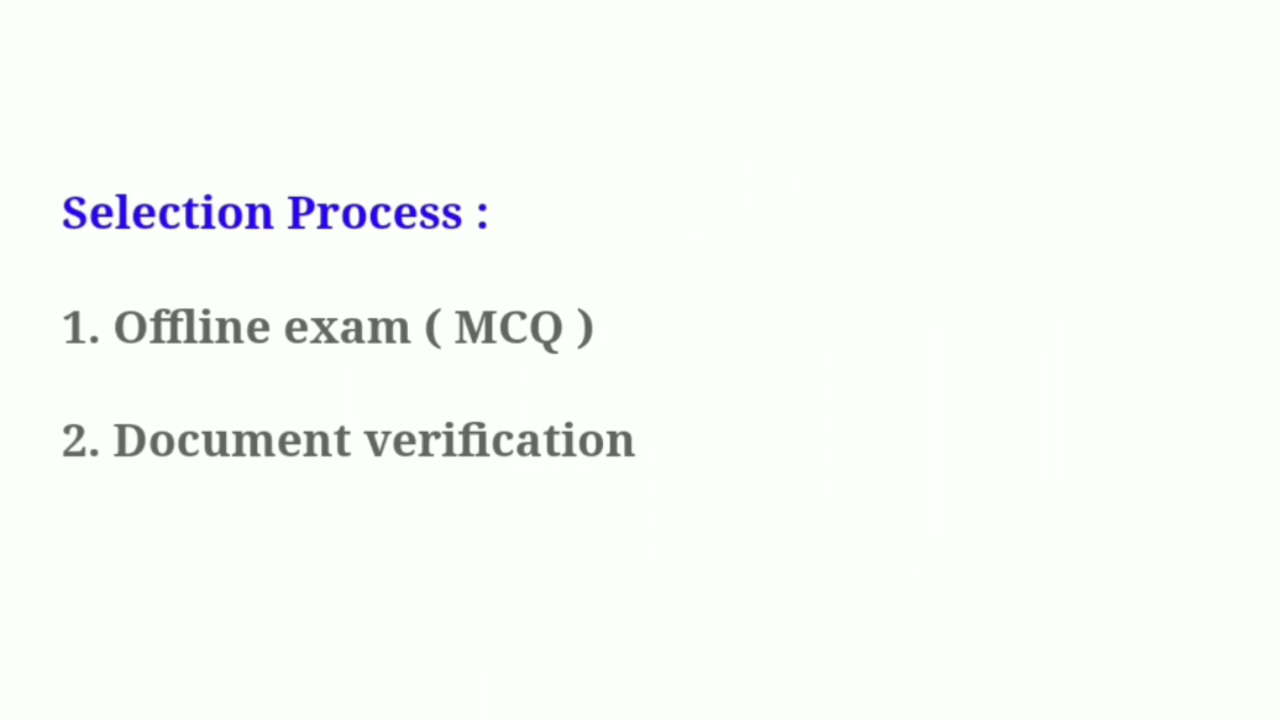 Selection Process :
1. Offline exam ( MCQ )
2. Document verification